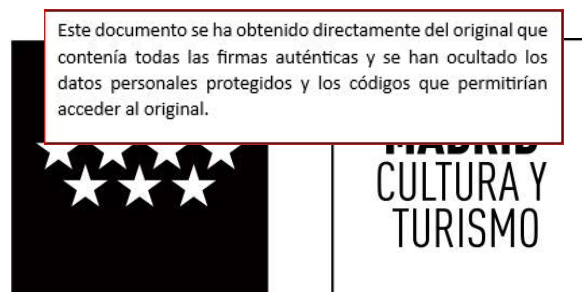 Este documento se ha obtenido directamente del original que
contenía todas las firmas auténticas y se han ocultado los
datos personales protegidos y los códigos que permitirían
acceder al original.
MADRID
CULTURA Y
TURISMO